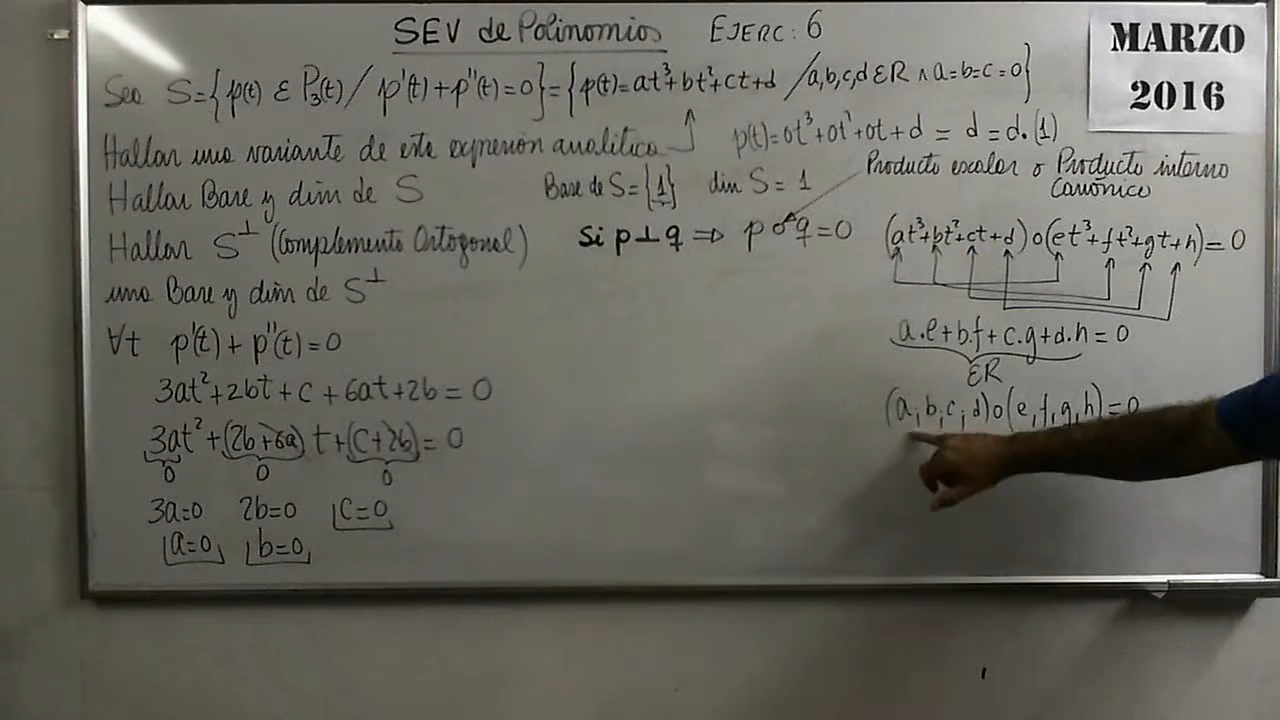 SEV de Polinomios EJERC: 6
MARZO
2016
Sea S={p(t) ∈ P₃(t) / p'(t)+p''(t)=0}={p(t)=at³+bt²+ct+d /a,b,c,d ∈ R ∧ a=b=c=0}
Hallar una variante de esta expresión analítica p(t)=0t³+0t²+0t+d = d = d.(1)
Hallar Base y dim de S Base de S={1} dim S=1
Producto escalar o Producto interno
Canónico
Hallar S⊥ (Complemento Ortogonal) Si p⊥q ⇒ p o q=0 (at³+bt²+ct+d)o(et³+ft²+gt+h)=0
una Base y dim de S⊥
∀t p'(t)+p''(t)=0
3at²+2bt+c+6at+2b=0
3at²+(2b+6a)t+(c+2b)=0
0 0 0
3a=0 2b=0 c=0
a=0 b=0
a.e+b.f+c.g+d.h=0
∈R
(a,b,c,d)o(e,f,g,h)=0